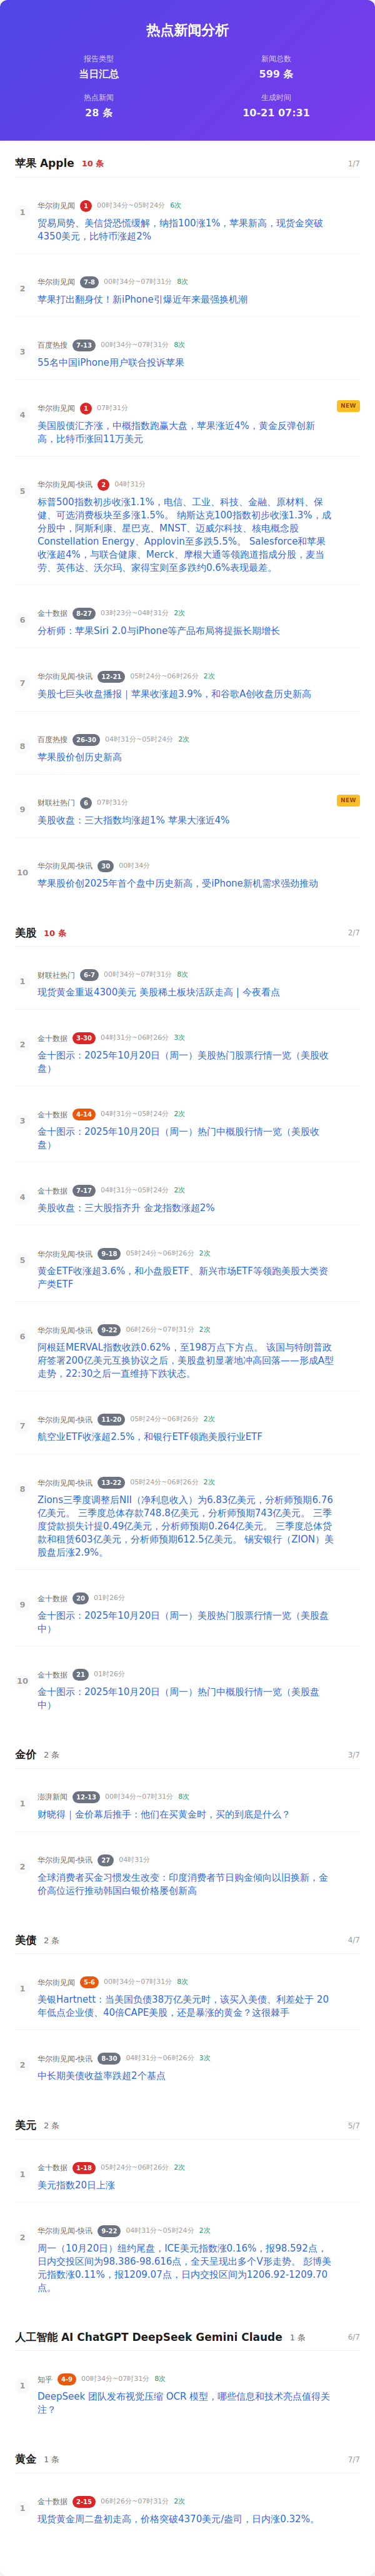 热点新闻分析
报告类型
当日汇总
新闻总数
599 条
热点新闻
28 条
生成时间
10-21 07:31
苹果 Apple 10 条 1/7
1
华尔街见闻 1 00时34分~05时24分 6次
贸易局势、美信贷恐慌缓解，纳指100涨1%，苹果新高，现货金突破
4350美元，比特币涨超2%
2
华尔街见闻 7-8 00时34分~07时31分 8次
苹果打出翻身仗！新iPhone引爆近年来最强换机潮
3
百度热搜 7-13 00时34分~07时31分 8次
55名中国iPhone用户联合投诉苹果
4
华尔街见闻 1 07时31分
NEW
美国股债汇齐涨，中概指数跑赢大盘，苹果涨近4%，黄金反弹创新
高，比特币涨回11万美元
5
华尔街见闻-快讯 2 04时31分
标普500指数初步收涨1.1%，电信、工业、科技、金融、原材料、保
健、可选消费板块至多涨1.5%。 纳斯达克100指数初步收涨1.3%，成
分股中，阿斯利康、星巴克、MNST、迈威尔科技、核电概念股
Constellation Energy、Applovin至多跌5.5%。 Salesforce和苹果
收涨超4%，与联合健康、Merck、摩根大通等领跑道指成分股，麦当
劳、英伟达、沃尔玛、家得宝则至多跌约0.6%表现最差。
6
金十数据 8-27 03时23分~04时31分 2次
分析师：苹果Siri 2.0与iPhone等产品布局将提振长期增长
7
华尔街见闻-快讯 12-21 05时24分~06时26分 2次
美股七巨头收盘播报｜苹果收涨超3.9%，和谷歌A创收盘历史新高
8
百度热搜 26-30 04时31分~05时24分 2次
苹果股价创历史新高
9
财联社热门 6 07时31分
NEW
美股收盘：三大指数均涨超1% 苹果大涨近4%
10
华尔街见闻-快讯 30 00时34分
苹果股价创2025年首个盘中历史新高，受iPhone新机需求强劲推动
美股 10 条 2/7
1
财联社热门 6-7 00时34分~07时31分 8次
现货黄金重返4300美元 美股稀土板块活跃走高 | 今夜看点
2
金十数据 3-30 04时31分~06时26分 3次
金十图示：2025年10月20日（周一）美股热门股票行情一览（美股收
盘）
3
金十数据 4-14 04时31分~05时24分 2次
金十图示：2025年10月20日（周一）热门中概股行情一览（美股收
盘）
4
金十数据 7-17 04时31分~05时24分 2次
美股收盘：三大股指齐升 金龙指数涨超2%
5
华尔街见闻-快讯 9-18 05时24分~06时26分 2次
黄金ETF收涨超3.6%，和小盘股ETF、新兴市场ETF等领跑美股大类资
产类ETF
6
华尔街见闻-快讯 9-22 06时26分~07时31分 2次
阿根廷MERVAL指数收跌0.62%，至198万点下方点。 该国与特朗普政
府签署200亿美元互换协议之后，美股盘初显著地冲高回落——形成A型
走势，22:30之后一直维持下跌状态。
7
华尔街见闻-快讯 11-20 05时24分~06时26分 2次
航空业ETF收涨超2.5%，和银行ETF领跑美股行业ETF
8
华尔街见闻-快讯 13-22 05时24分~06时26分 2次
Zions三季度调整后NII（净利息收入）为6.83亿美元，分析师预期6.76
亿美元。 三季度总体存款748.8亿美元，分析师预期743亿美元。 三季
度贷款损失计提0.49亿美元，分析师预期0.264亿美元。 三季度总体贷
款和租赁603亿美元，分析师预期612.5亿美元。 锡安银行（ZION）美
股盘后涨2.9%。
9
金十数据 20 01时26分
金十图示：2025年10月20日（周一）美股热门股票行情一览（美股盘
中）
10
金十数据 21 01时26分
金十图示：2025年10月20日（周一）热门中概股行情一览（美股盘
中）
金价 2 条 3/7
1
澎湃新闻 12-13 00时34分~07时31分 8次
财晓得｜金价幕后推手：他们在买黄金时，买的到底是什么？
2
华尔街见闻-快讯 27 04时31分
全球消费者买金习惯发生改变：印度消费者节日购金倾向以旧换新，金
价高位运行推动韩国白银价格屡创新高
美债 2 条 4/7
1
华尔街见闻 5-6 00时34分~07时31分 8次
美银Hartnett：当美国负债38万亿美元时，该买入美债、利差处于 20
年低点企业债、40倍CAPE美股，还是暴涨的黄金？这很棘手
2
华尔街见闻-快讯 8-30 04时31分~06时26分 3次
中长期美债收益率跌超2个基点
美元 2 条 5/7
1
金十数据 1-18 05时24分~06时26分 2次
美元指数20日上涨
2
华尔街见闻-快讯 9-22 04时31分~05时24分 2次
周一（10月20日）纽约尾盘，ICE美元指数涨0.16%，报98.592点，
日内交投区间为98.386-98.616点，全天呈现出多个V形走势。 彭博美
元指数涨0.11%，报1209.07点，日内交投区间为1206.92-1209.70
点。
人工智能 AI ChatGPT DeepSeek Gemini Claude 1 条 6/7
1
知乎 4-9 00时34分~07时31分 8次
DeepSeek 团队发布视觉压缩 OCR 模型，哪些信息和技术亮点值得关
注？
黄金 1 条 7/7
1
金十数据 2-15 06时26分~07时31分 2次
现货黄金周二盘初走高，价格突破4370美元/盎司，日内涨0.32%。